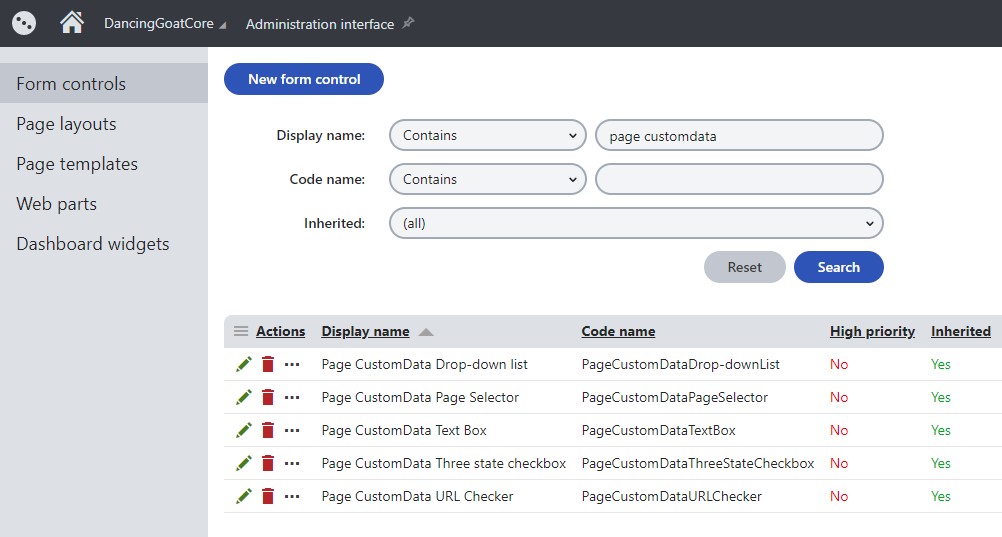 DancingGoatCore Administration interface
Form controls
Page layouts
Page templates
Web parts
Dashboard widgets
New form control
Display name: Contains page customdata
Code name: Contains
Inherited: (all)
Reset Search
Actions Display name Code name High priority Inherited
Page CustomData Drop-down list PageCustomDataDrop-downList No Yes
Page CustomData Page Selector PageCustomDataPageSelector No Yes
Page CustomData Text Box PageCustomDataTextBox No Yes
Page CustomData Three state checkbox PageCustomDataThreeStateCheckbox No Yes
Page CustomData URL Checker PageCustomDataURLChecker No Yes